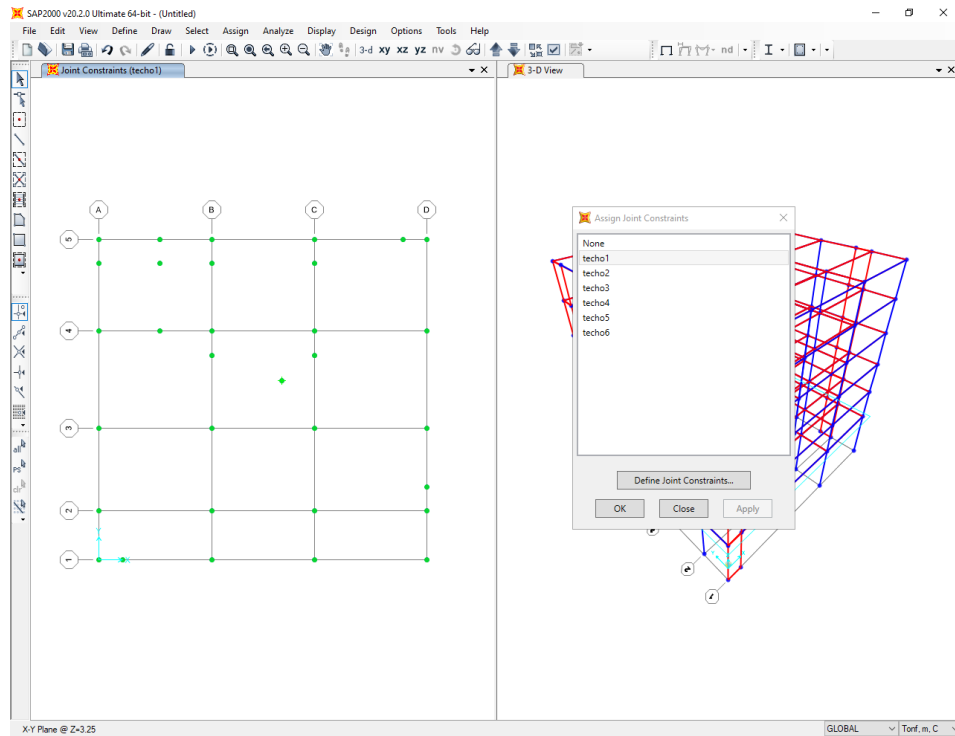 SAP2000 v20.2.0 Ultimate 64-bit - (Untitled)
File Edit View Define Draw Select Assign Analyze Display Design Options Tools Help
3-d xy xz yz nv
nd
Joint Constraints (techo1)
3-D View
A B C D
5
4
3
2
1
Assign Joint Constraints
None
techo1
techo2
techo3
techo4
techo5
techo6
Define Joint Constraints...
OK Close Apply
all
PS
clr
X-Y Plane @ Z=3.25
GLOBAL
Tonf, m, C